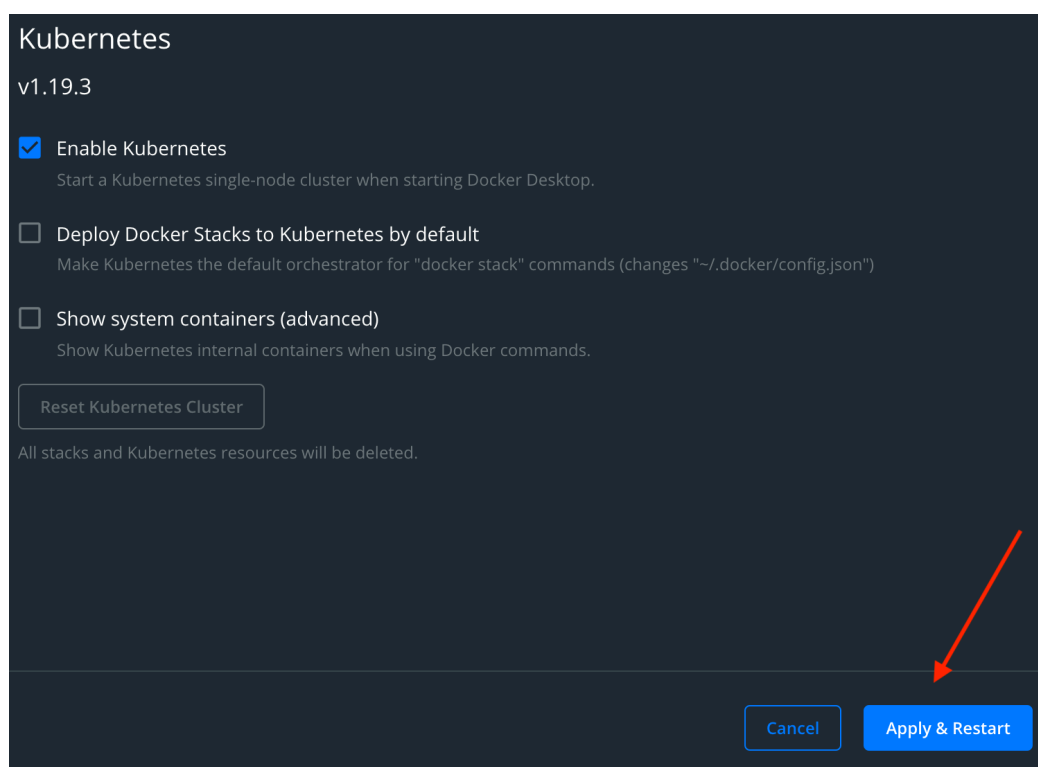 Kubernetes
v1.19.3
Enable Kubernetes
Start a Kubernetes single-node cluster when starting Docker Desktop.
Deploy Docker Stacks to Kubernetes by default
Make Kubernetes the default orchestrator for "docker stack" commands (changes "~/.docker/config.json")
Show system containers (advanced)
Show Kubernetes internal containers when using Docker commands.
Reset Kubernetes Cluster
All stacks and Kubernetes resources will be deleted.
Cancel
Apply & Restart